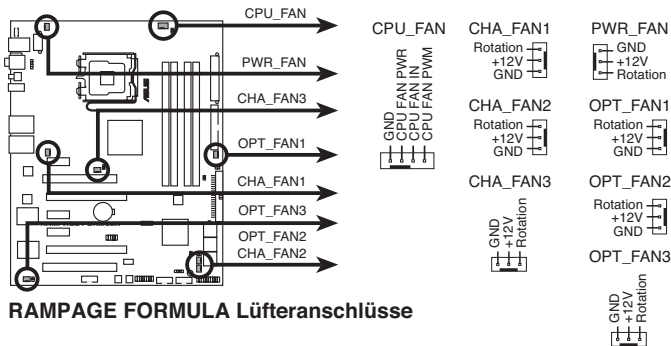 CPU_FAN
PWR_FAN
CHA_FAN3
OPT_FAN1
CHA_FAN1
OPT_FAN3
OPT_FAN2
CHA_FAN2
RAMPAGE FORMULA Lüfteranschlüsse
CPU_FAN
GND
CPU FAN PWR
CPU FAN IN
CPU FAN PWM
CHA_FAN1
Rotation
+12V
GND
PWR_FAN
GND
+12V
Rotation
CHA_FAN2
Rotation
+12V
GND
OPT_FAN1
Rotation
+12V
GND
CHA_FAN3
GND
+12V
Rotation
OPT_FAN2
Rotation
+12V
GND
OPT_FAN3
GND
+12V
Rotation